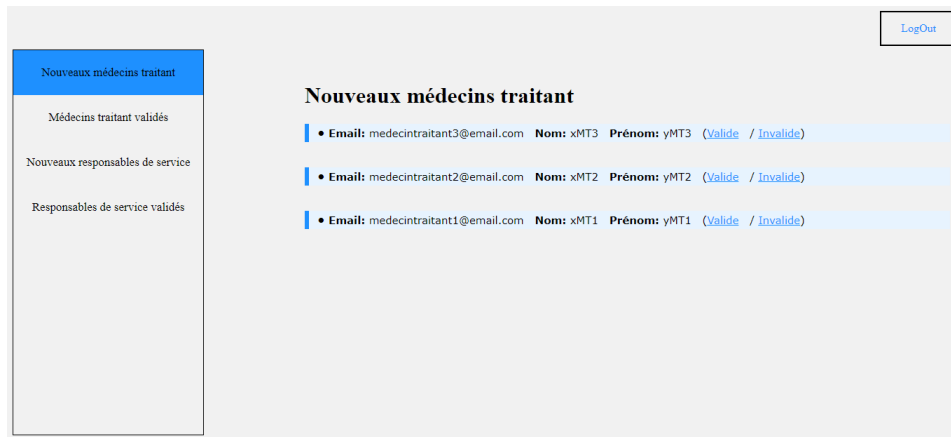 LogOut
Nouveaux médecins traitant
Médecins traitant validés
Nouveaux responsables de service
Responsables de service validés
Nouveaux médecins traitant
• Email: medecintraitant3@email.com Nom: xMT3 Prénom: yMT3 (Valide / Invalide)
• Email: medecintraitant2@email.com Nom: xMT2 Prénom: yMT2 (Valide / Invalide)
• Email: medecintraitant1@email.com Nom: xMT1 Prénom: yMT1 (Valide / Invalide)